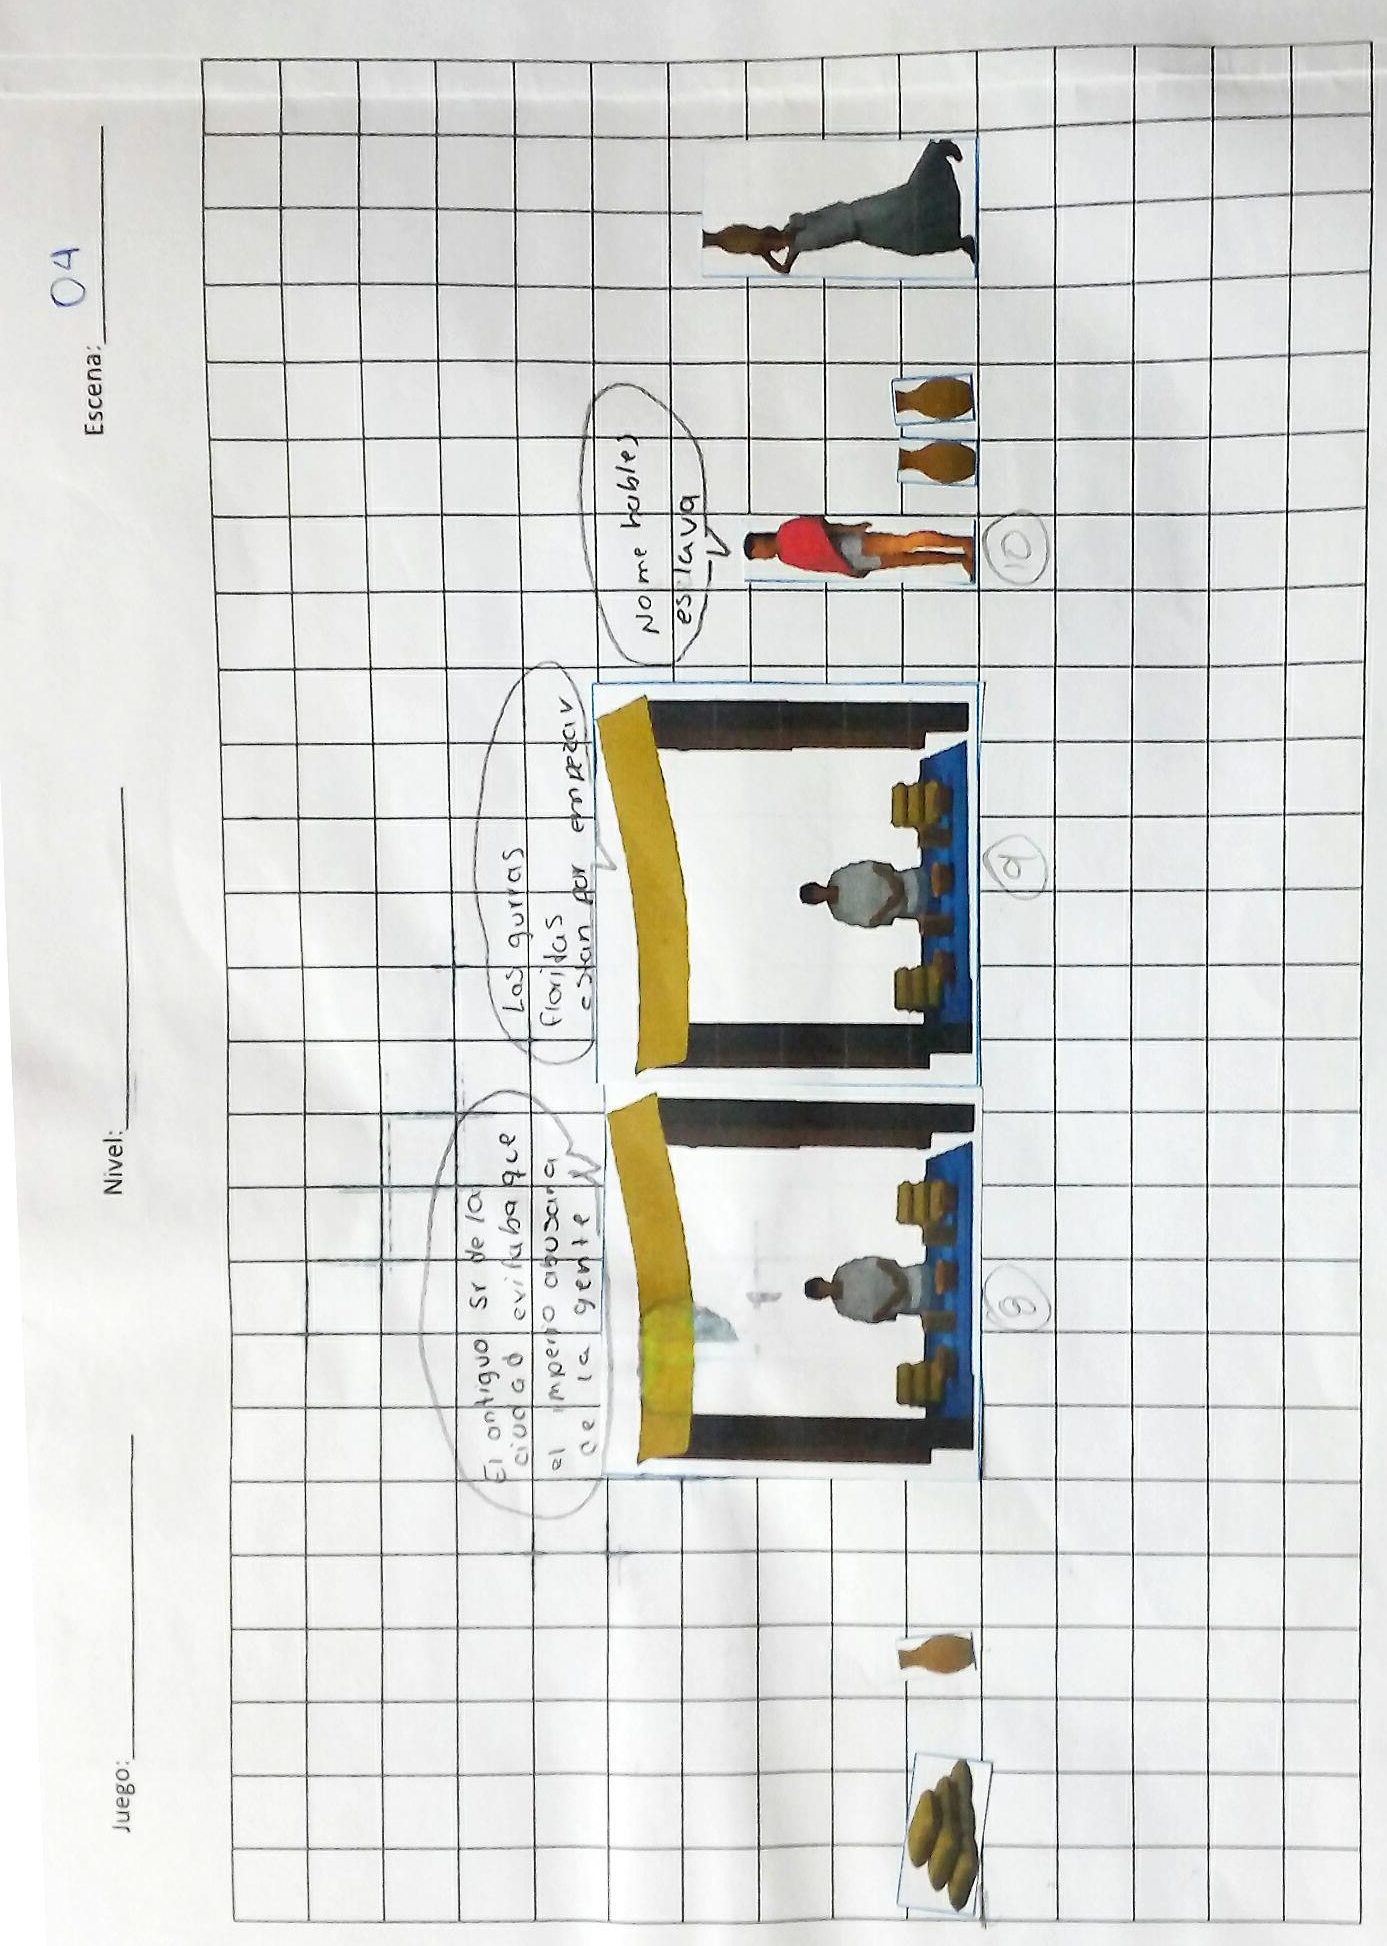 Juego:
Nivel:
Escena: 04
El antiguo Sr de la
ciudad evitaba que
el imperio abusara
de la gente
Las gurras
floridas
estan por empezar
No me hables
esclava
8
9
10